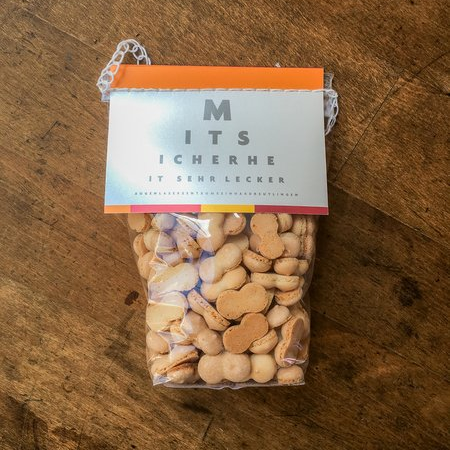 M
ITS
ICHERHE
IT SEHR LECKER